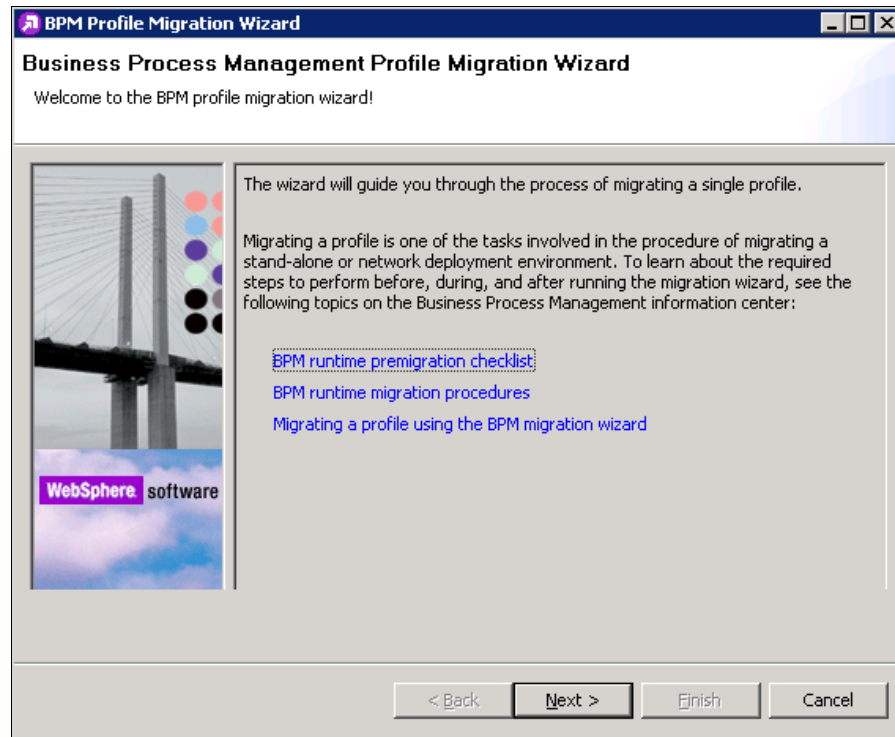 BPM Profile Migration Wizard
Business Process Management Profile Migration Wizard
Welcome to the BPM profile migration wizard!
The wizard will guide you through the process of migrating a single profile.
Migrating a profile is one of the tasks involved in the procedure of migrating a
stand-alone or network deployment environment. To learn about the required
steps to perform before, during, and after running the migration wizard, see the
following topics on the Business Process Management information center:
BPM runtime premigration checklist
BPM runtime migration procedures
Migrating a profile using the BPM migration wizard
WebSphere software
< Back
Next >
Finish
Cancel